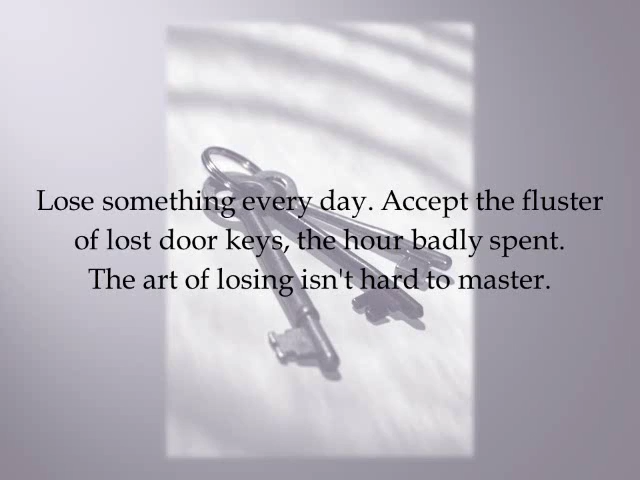 Lose something every day. Accept the fluster
of lost door keys, the hour badly spent.
The art of losing isn't hard to master.